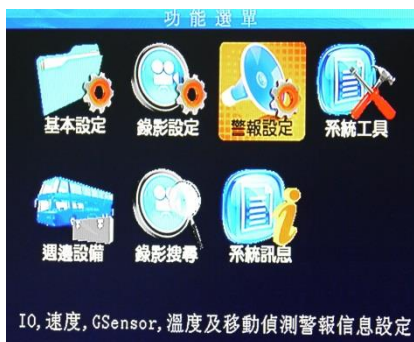 功能選單
基本設定 錄影設定 警報設定 系統工具
週邊設備 錄影搜尋 系統訊息
IO,速度,GSensor,溫度及移動偵測警報信息設定